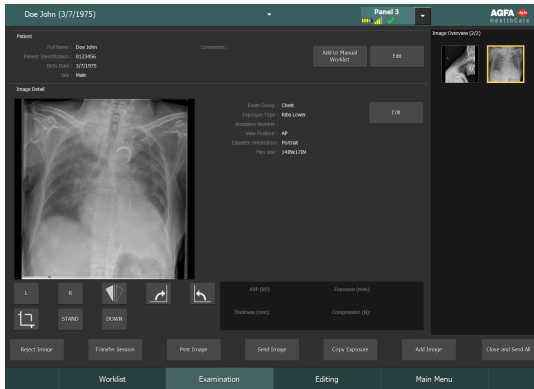 Doe John (3/7/1975)
Panel 3
AGFA
HealthCare
Patient
Full Name : Doe John
Patient Identification : 0123456
Birth Date : 3/7/1975
Sex : Male
Comments :
Add to Manual
Worklist
Edit
Image Overview (2/2)
Image Detail
Exam Group : Chest
Exposure Type : Ribs Lower
Accession Number :
View Position : AP
Cassette Orientation : Portrait
Film size : 14INx17IN
Edit
L
R
STAND
DOWN
KVP (kV):
Exposure (mAs):
Thickness (mm):
Compression (N):
Reject Image
Transfer Session
Print Image
Send Image
Copy Exposure
Add Image
Close and Send All
Worklist
Examination
Editing
Main Menu